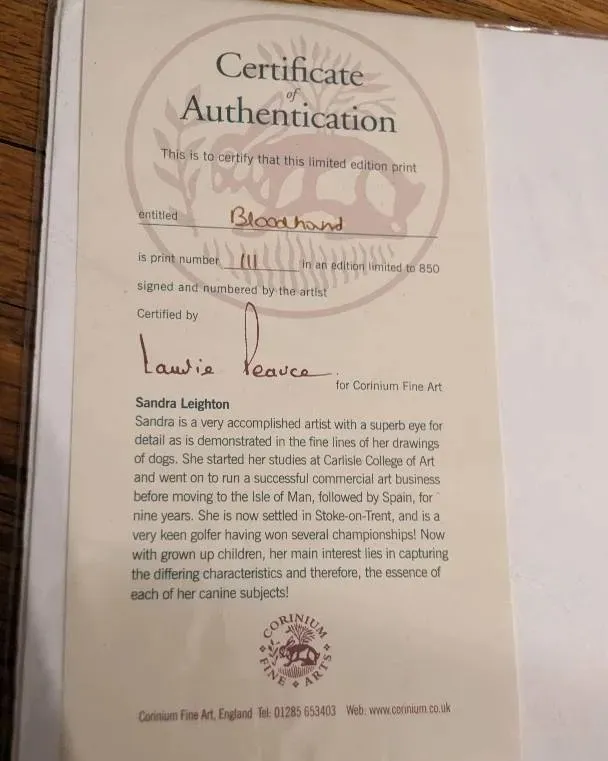 Certificate
of
Authentication
This is to certify that this limited edition print
entitled Bloodhound
is print number 111 in an edition limited to 850
signed and numbered by the artist
Certified by
Laurie Pearce
for Corinium Fine Art
Sandra Leighton
Sandra is a very accomplished artist with a superb eye for
detail as is demonstrated in the fine lines of her drawings
of dogs. She started her studies at Carlisle College of Art
and went on to run a successful commercial art business
before moving to the Isle of Man, followed by Spain, for
nine years. She is now settled in Stoke-on-Trent, and is a
very keen golfer having won several championships! Now
with grown up children, her main interest lies in capturing
the differing characteristics and therefore, the essence of
each of her canine subjects!
CORINIUM
FINE ARTS
Corinium Fine Art, England Tel: 01285 653403 Web: www.corinium.co.uk